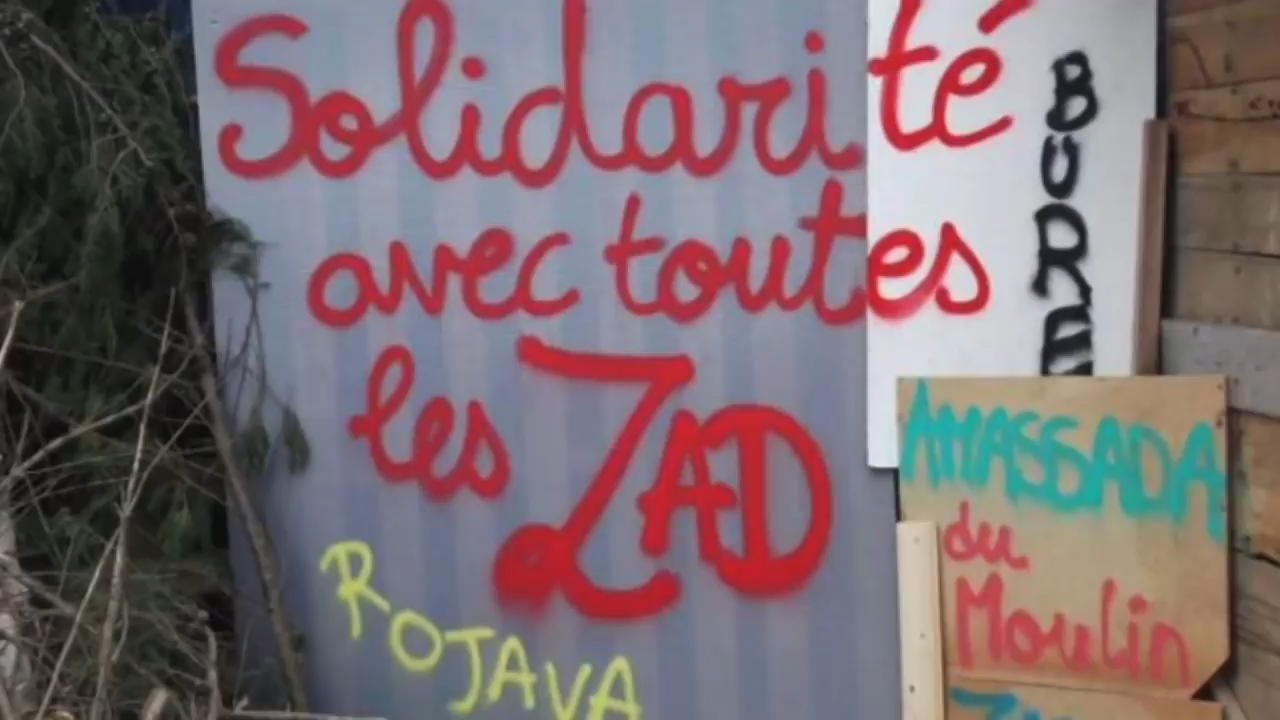 Solidarité
avec toutes
les ZAD
ROJAVA
BURE
AMASSADA
du
Moulin